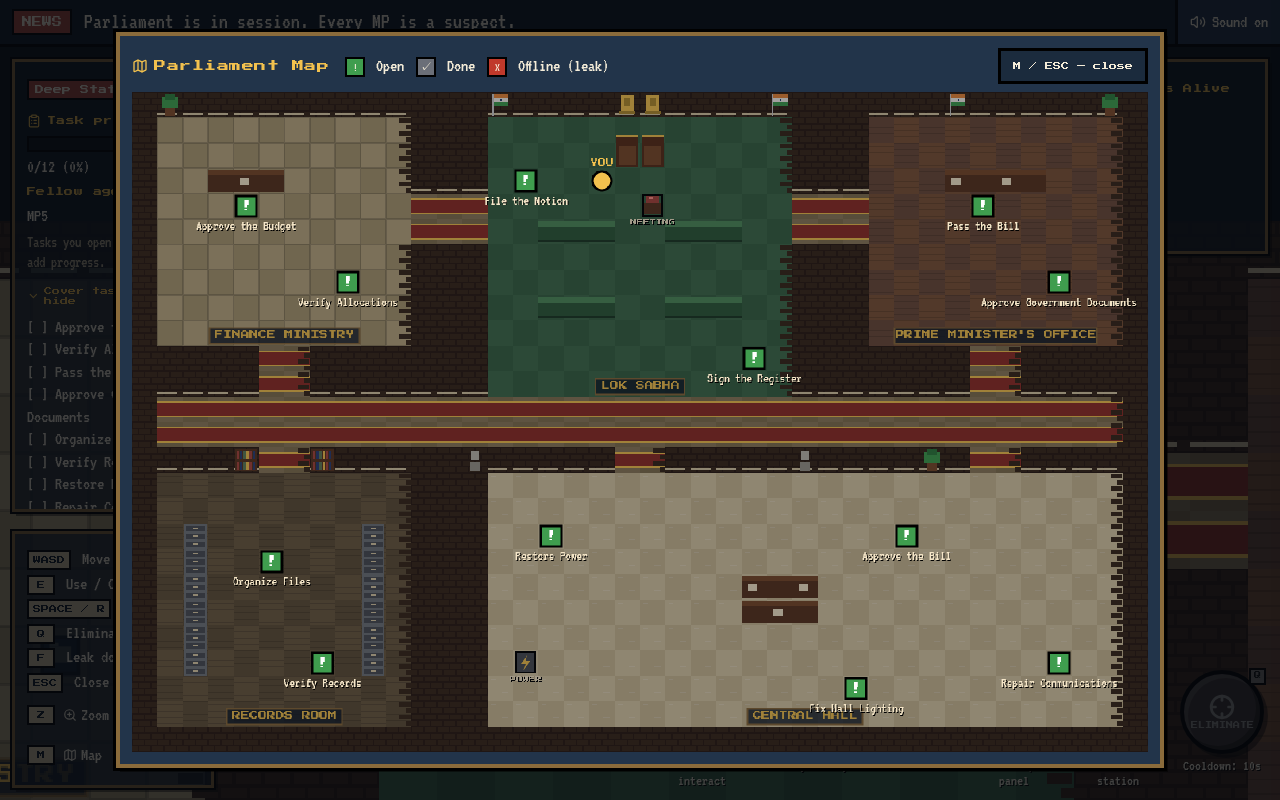 NEWS Parliament is in session. Every MP is a suspect. Sound on
Parliament Map ! Open ✓ Done x Offline (leak) M / ESC — close
Deep Stat
Task pr
0/12 (0%)
Fellow age
MP5
Tasks you open
add progress.
Cover tas
hide
[ ] Approve
[ ] Verify A
[ ] Pass the
[ ] Approve
Documents
[ ] Organize
[ ] Verify R
[ ] Restore
[ ] Repair Co
s Alive
YOU
File the Motion
MEETING
Approve the Budget
Pass the Bill
Verify Allocations
Approve Government Documents
FINANCE MINISTRY
PRIME MINISTER'S OFFICE
Sign the Register
LOK SABHA
Restore Power
Approve the Bill
Organize Files
POWER
Verify Records
Repair Communications
Fix Hall Lighting
RECORDS ROOM
CENTRAL HALL
WASD Move
E Use /
SPACE / R
Q Elimina
F Leak do
ESC Close
Z Zoom
M Map
STRY
Q
ELIMINATE
Cooldown: 10s
interact
panel
station